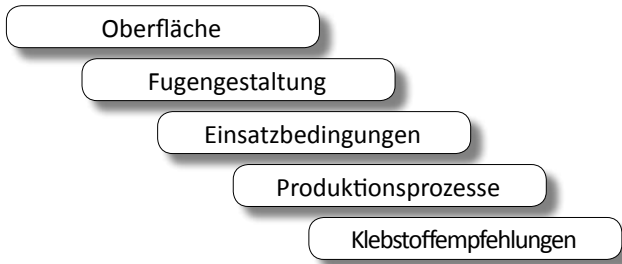 Oberfläche
Fugengestaltung
Einsatzbedingungen
Produktionsprozesse
Klebstoffempfehlungen